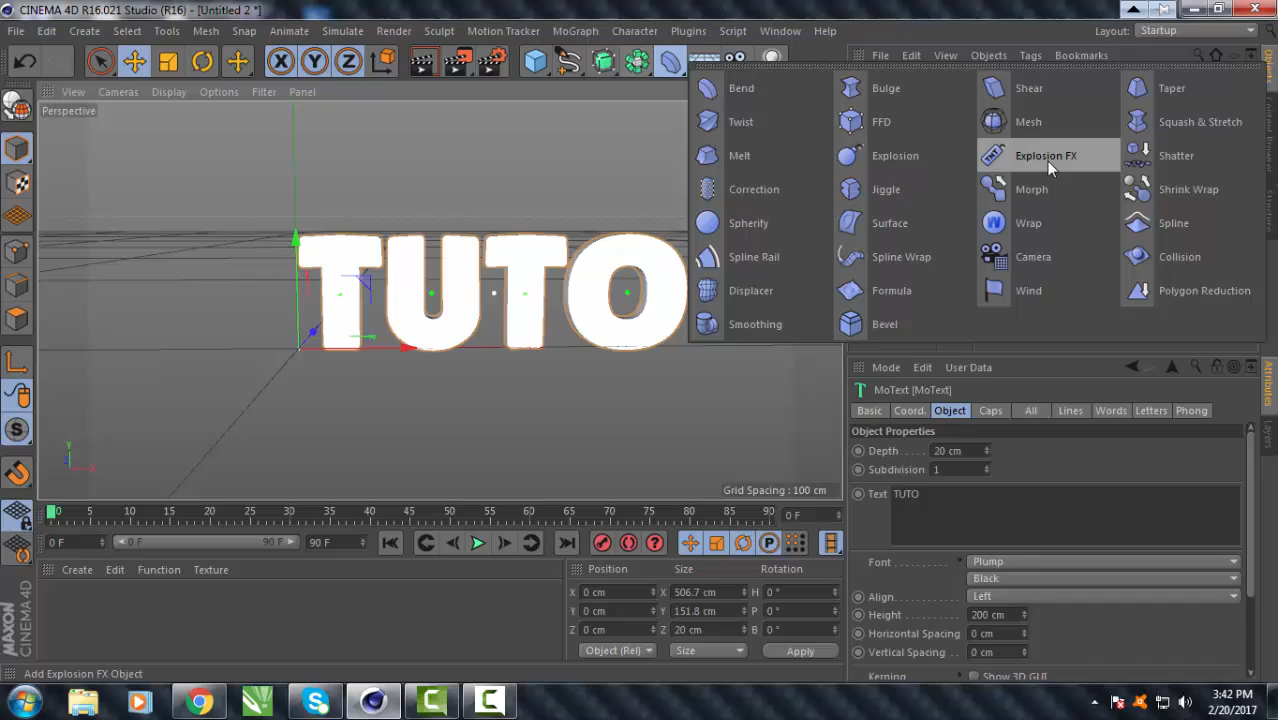 CINEMA 4D R16.021 Studio (R16) - [Untitled 2 *]
File Edit Create Select Tools Mesh Snap Animate Simulate Render Sculpt Motion Tracker MoGraph Character Plugins Script Window Help Layout: Startup
X Y Z File Edit View Objects Tags Bookmarks
View Cameras Display Options Filter Panel
Perspective
Bend Bulge Shear Taper
Twist FFD Mesh Squash & Stretch
Melt Explosion Explosion FX Shatter
Correction Jiggle Morph Shrink Wrap
Spherify Surface Wrap Spline
Spline Rail Spline Wrap Camera Collision
Displacer Formula Wind Polygon Reduction
Smoothing Bevel
TUTO
Y
X
Grid Spacing : 100 cm
0 5 10 15 20 25 30 35 40 45 50 55 60 65 70 75 80 85 90 0 F
0 F 0 F 90 F 90 F
Create Edit Function Texture
Position Size Rotation
X 0 cm X 506.7 cm H 0 °
Y 0 cm Y 151.8 cm P 0 °
Z 0 cm Z 20 cm B 0 °
Object (Rel) Size Apply
Mode Edit User Data
MoText [MoText]
Basic Coord. Object Caps All Lines Words Letters Phong
Object Properties
Depth 20 cm
Subdivision 1
Text TUTO
Font Plump
Black
Align Left
Height 200 cm
Horizontal Spacing 0 cm
Vertical Spacing 0 cm
Kerning Show 3D GUI
Objects
Structure
Attributes
Layers
MAXON
CINEMA 4D
Add Explosion FX Object
3:42 PM
2/20/2017